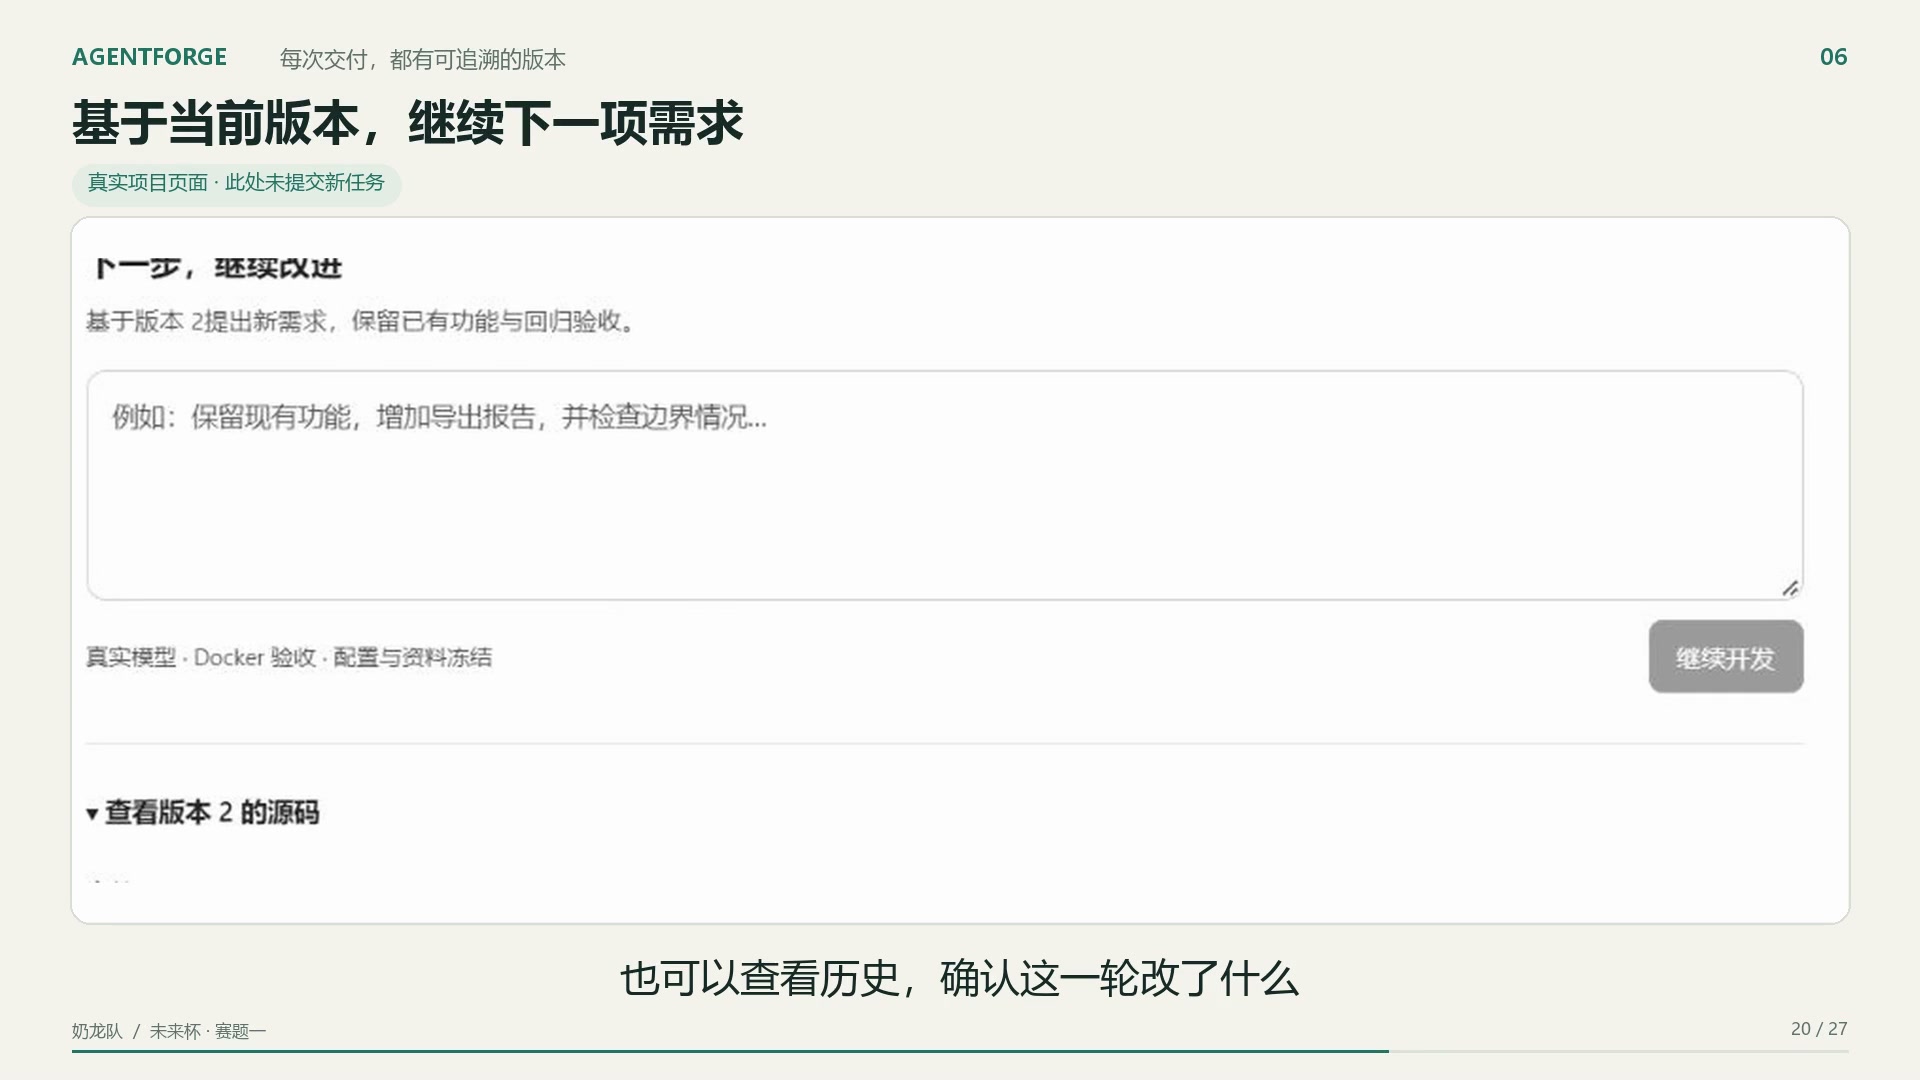 AGENTFORGE 每次交付，都有可追溯的版本 06
基于当前版本，继续下一项需求
真实项目页面 · 此处未提交新任务
下一步，继续改进
基于版本 2提出新需求，保留已有功能与回归验收。
例如：保留现有功能，增加导出报告，并检查边界情况...
真实模型 · Docker 验收 · 配置与资料冻结
继续开发
▾ 查看版本 2 的源码
也可以查看历史，确认这一轮改了什么
奶龙队 / 未来杯 · 赛题一
20 / 27